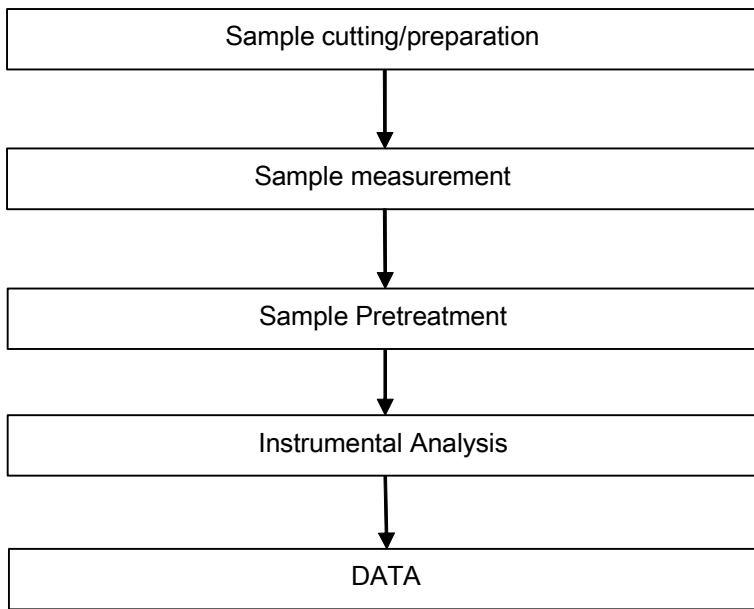 Sample cutting/preparation
Sample measurement
Sample Pretreatment
Instrumental Analysis
DATA